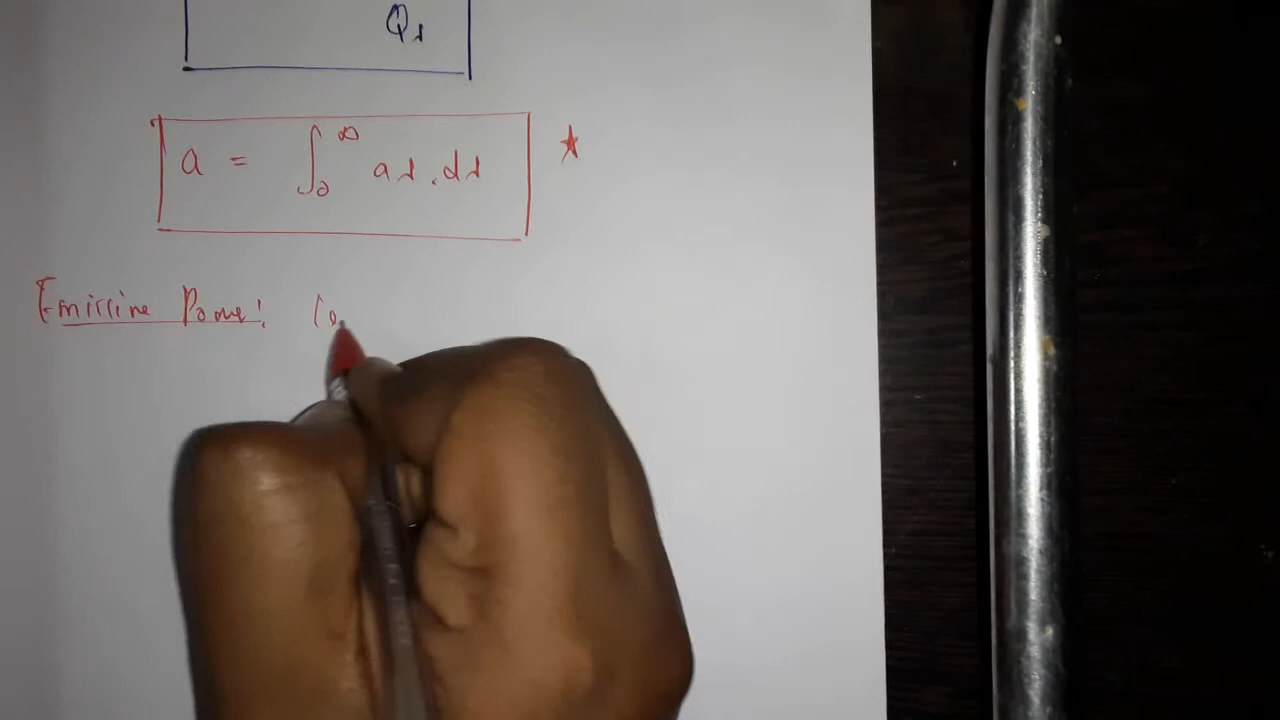 Qλ
a = ∫₀^∞ aλ . dλ ★
Emissive Power: (e